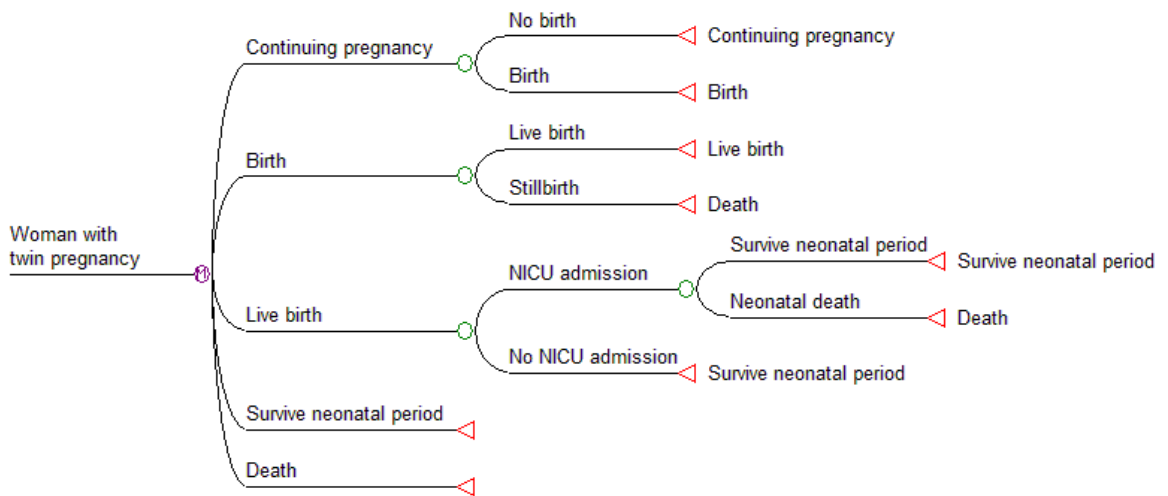 No birth
Continuing pregnancy
Continuing pregnancy
Birth
Birth
Live birth
Live birth
Birth
Stillbirth
Death
Woman with
twin pregnancy
M
Survive neonatal period
Survive neonatal period
NICU admission
Neonatal death
Death
Live birth
No NICU admission
Survive neonatal period
Survive neonatal period
Death